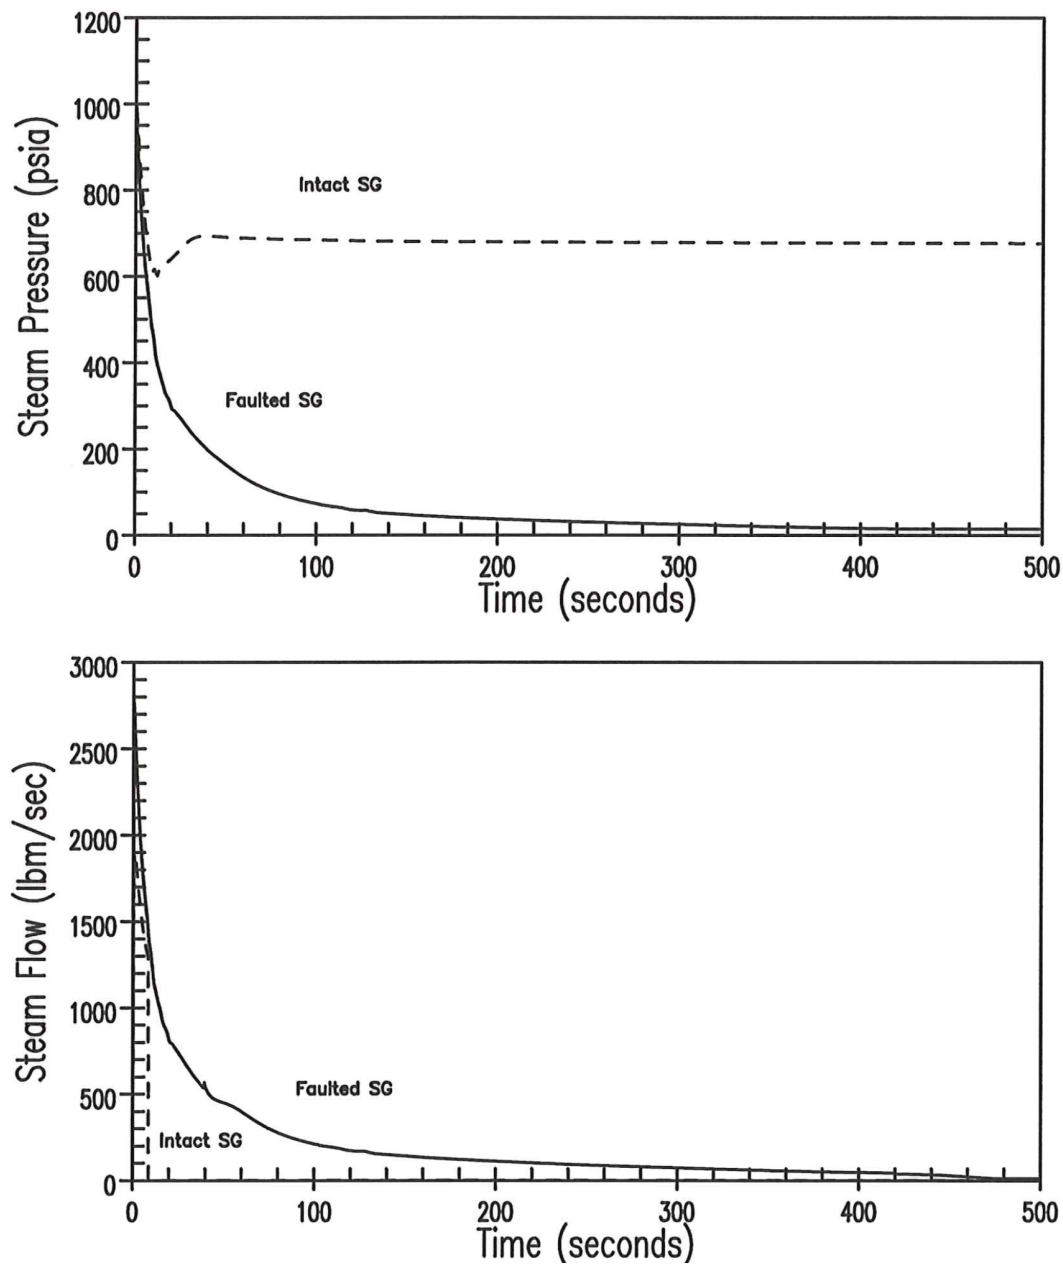 1200
1000
800
600
400
200
0
Steam Pressure (psia)
Intact SG
Faulted SG
0 100 200 300 400 500
Time (seconds)
3000
2500
2000
1500
1000
500
0
Steam Flow (lbm/sec)
Faulted SG
Intact SG
0 100 200 300 400 500
Time (seconds)